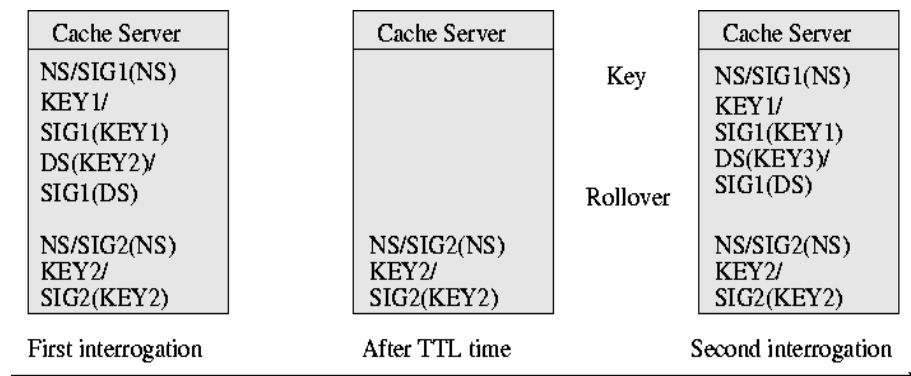 Cache Server
NS/SIG1(NS)
KEY1/
SIG1(KEY1)
DS(KEY2)/
SIG1(DS)
NS/SIG2(NS)
KEY2/
SIG2(KEY2)
First interrogation
Cache Server
NS/SIG2(NS)
KEY2/
SIG2(KEY2)
After TTL time
Key
Rollover
Cache Server
NS/SIG1(NS)
KEY1/
SIG1(KEY1)
DS(KEY3)/
SIG1(DS)
NS/SIG2(NS)
KEY2/
SIG2(KEY2)
Second interrogation